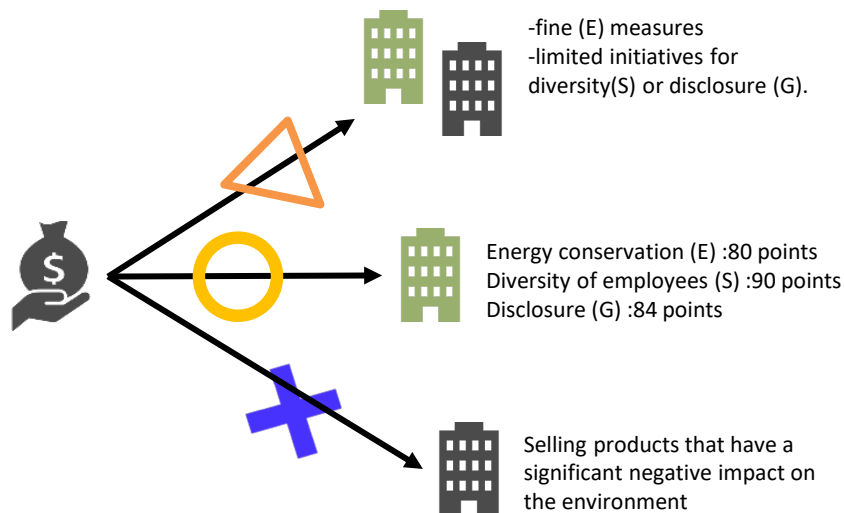 -fine (E) measures
-limited initiatives for
diversity(S) or disclosure (G).
$
Energy conservation (E) :80 points
Diversity of employees (S) :90 points
Disclosure (G) :84 points
Selling products that have a
significant negative impact on
the environment